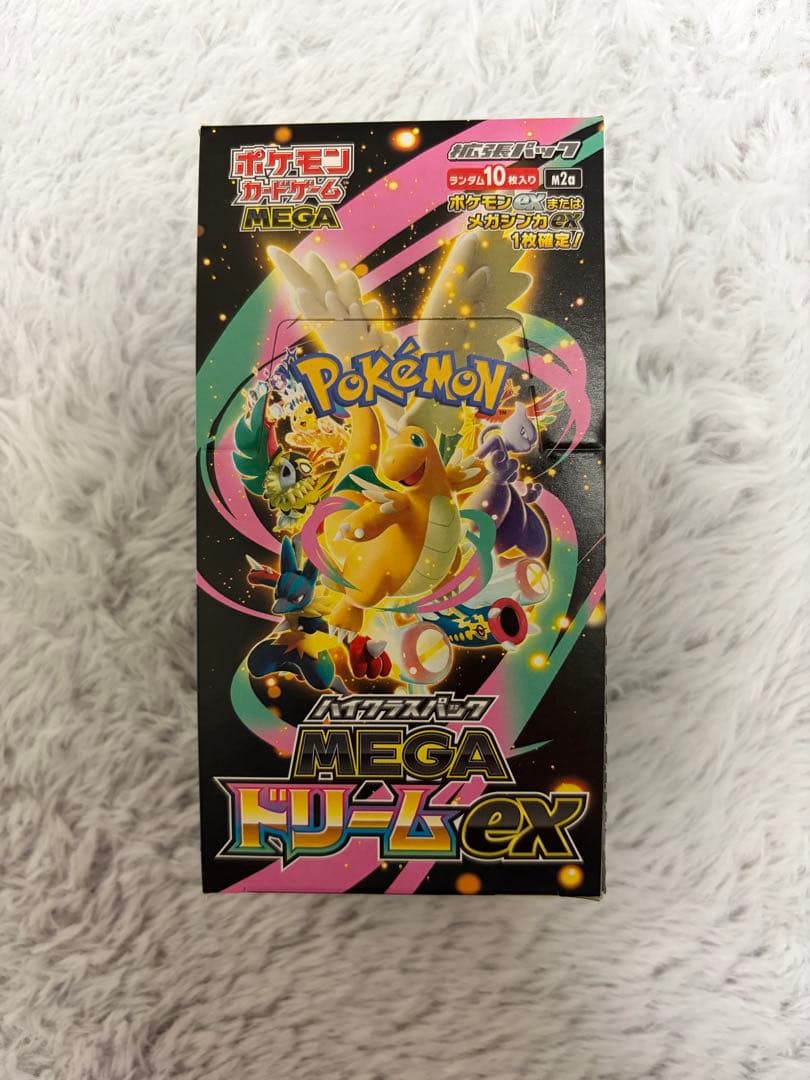 ポケモン
カードゲーム
MEGA
拡張パック
ランダム10枚入り
M2a
ポケモンexまたは
メガシンカex
1枚確定!
POKéMON
ハイクラスパック
MEGA
ドリームex